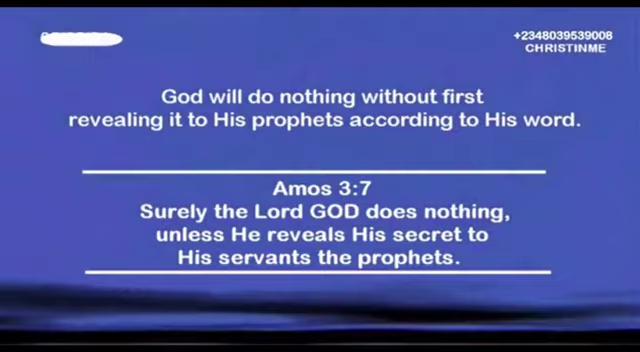 +2348039539008
CHRISTINME
God will do nothing without first
revealing it to His prophets according to His word.
Amos 3:7
Surely the Lord GOD does nothing,
unless He reveals His secret to
His servants the prophets.